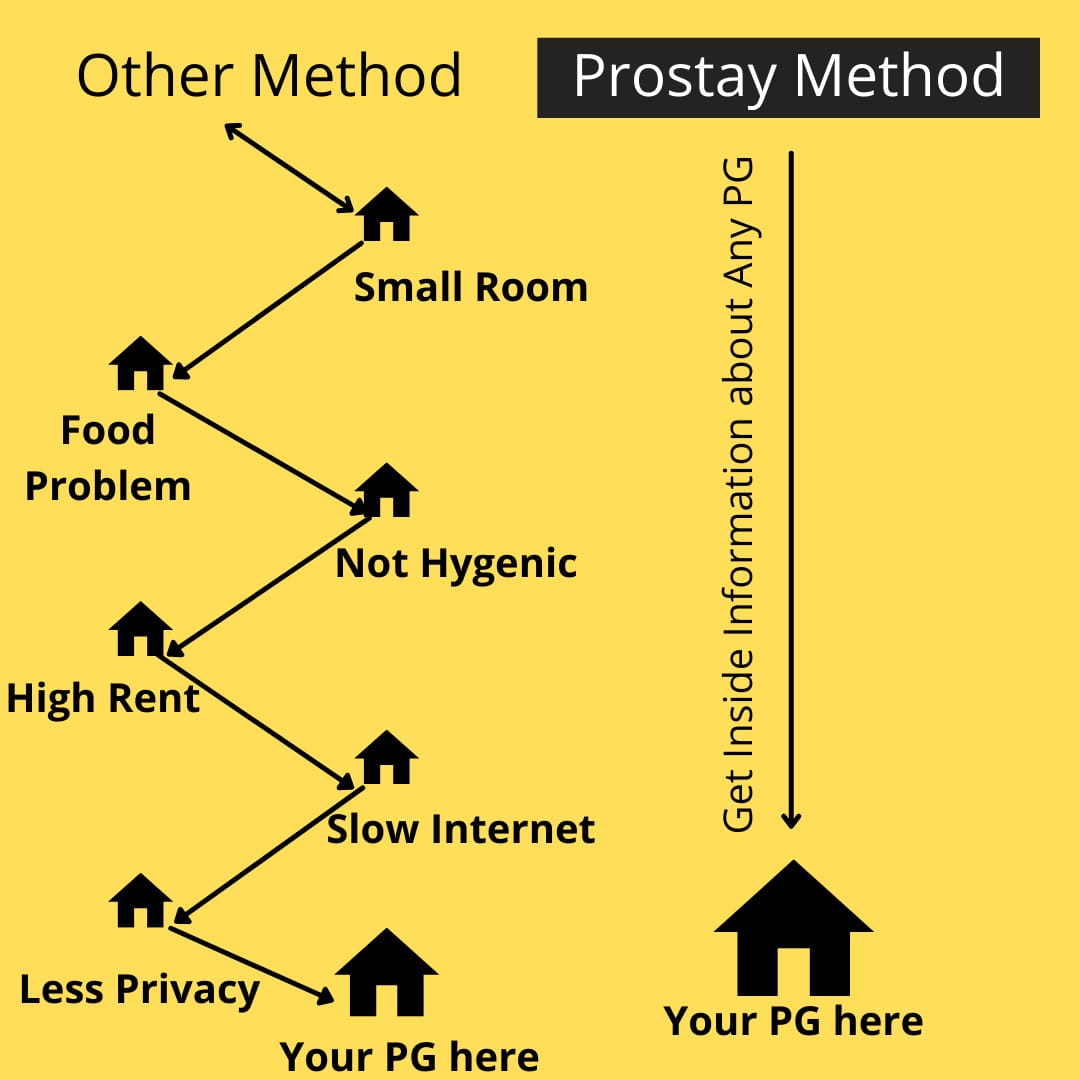 Other Method
Small Room
Food
Problem
Not Hygenic
High Rent
Slow Internet
Less Privacy
Your PG here
Prostay Method
Get Inside Information about Any PG
Your PG here